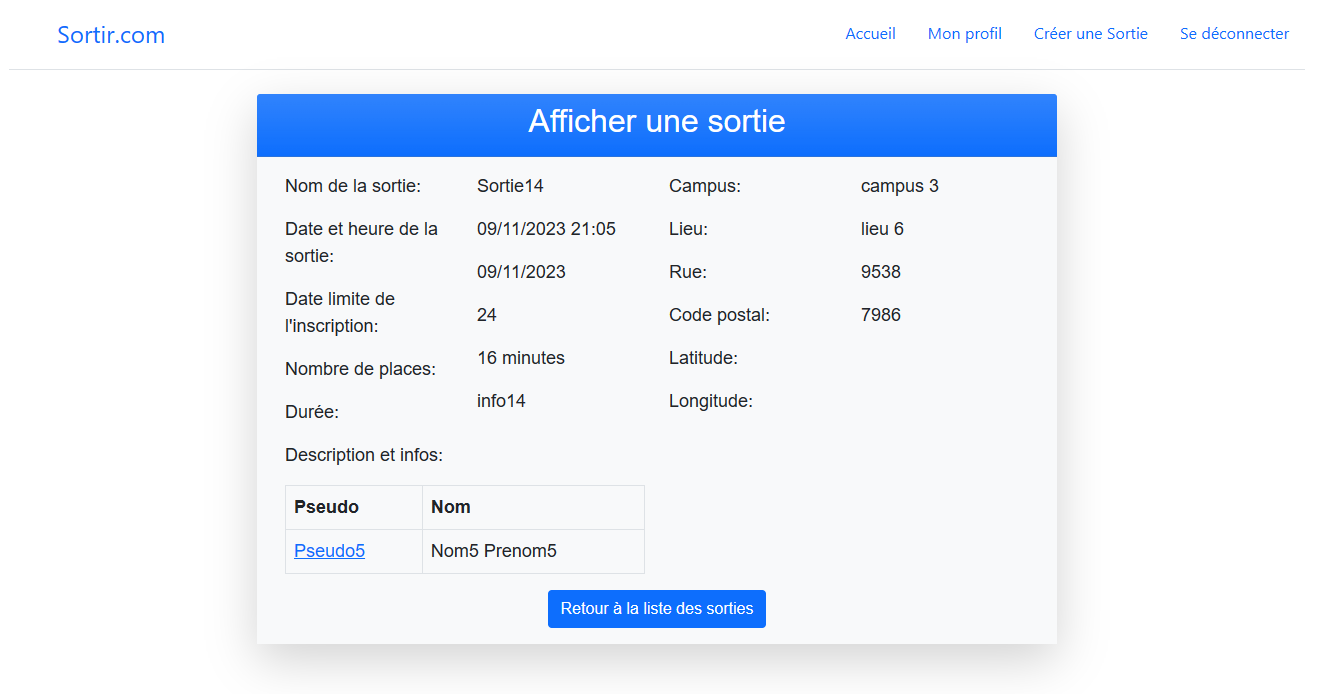 Sortir.com
Accueil Mon profil Créer une Sortie Se déconnecter
Afficher une sortie
Nom de la sortie:
Date et heure de la
sortie:
Date limite de
l'inscription:
Nombre de places:
Durée:
Description et infos:
Sortie14
09/11/2023 21:05
09/11/2023
24
16 minutes
info14
Campus:
Lieu:
Rue:
Code postal:
Latitude:
Longitude:
campus 3
lieu 6
9538
7986
Pseudo Nom
Pseudo5 Nom5 Prenom5
Retour à la liste des sorties